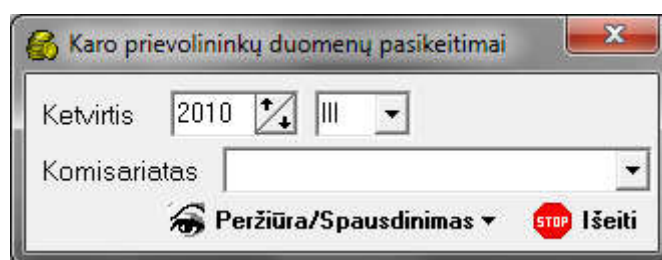 Karo prievolininkų duomenų pasikeitimai
Ketvirtis 2010 III
Komisariatas
Peržiūra/Spausdinimas STOP Išeiti